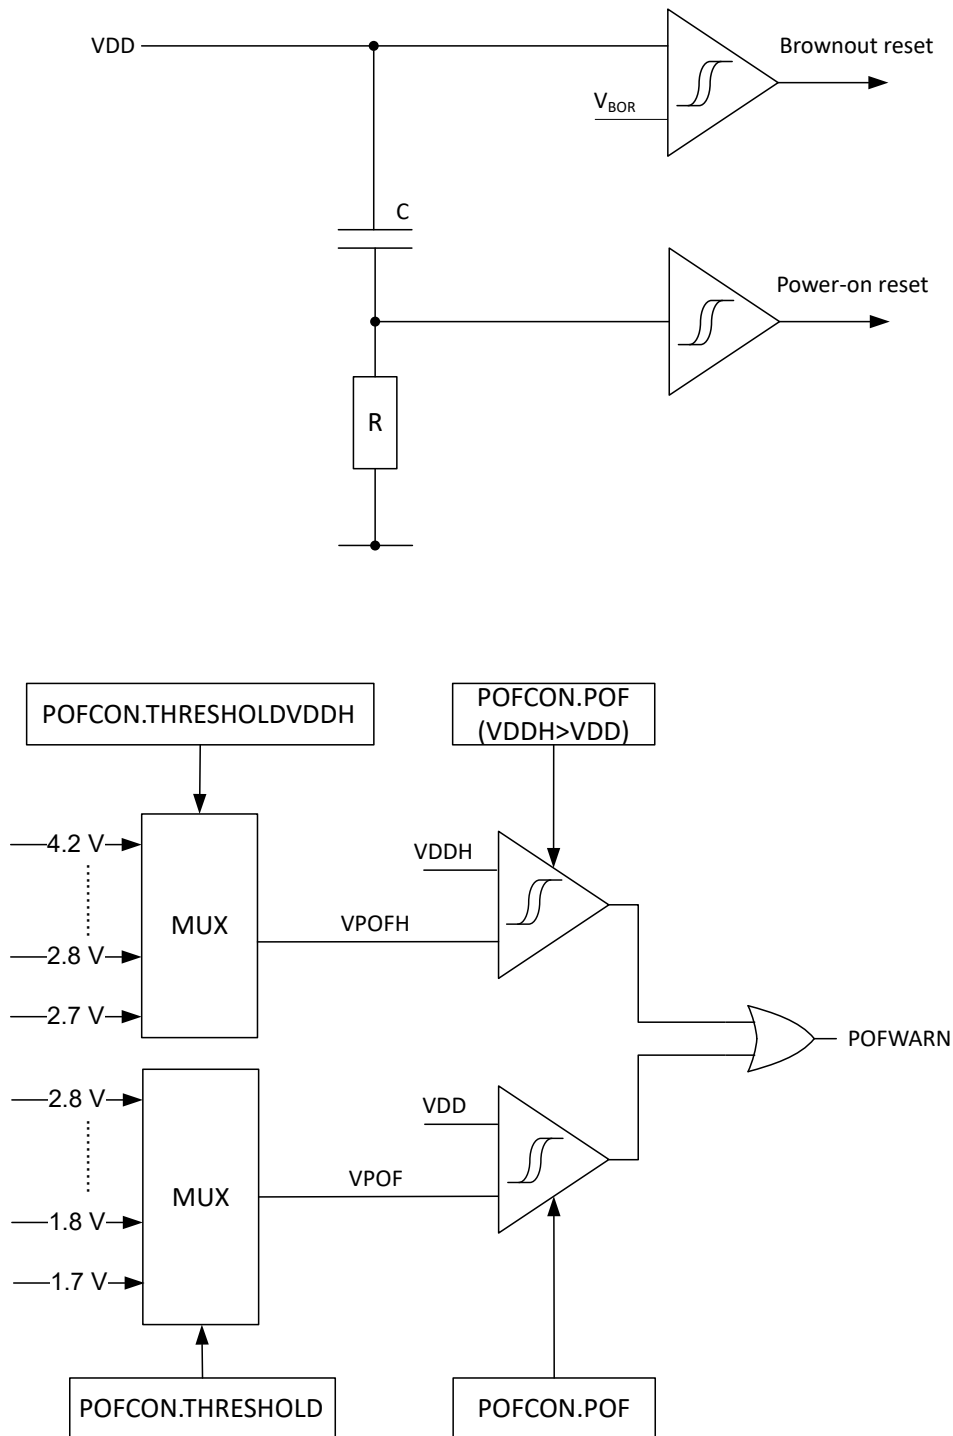 VDD
Brownout reset
VBOR
C
Power-on reset
R
POFCON.THRESHOLDVDDH
POFCON.POF
(VDDH>VDD)
4.2 V
VDDH
MUX
VPOFH
2.8 V
2.7 V
POFWARN
2.8 V
VDD
MUX
VPOF
1.8 V
1.7 V
POFCON.THRESHOLD
POFCON.POF